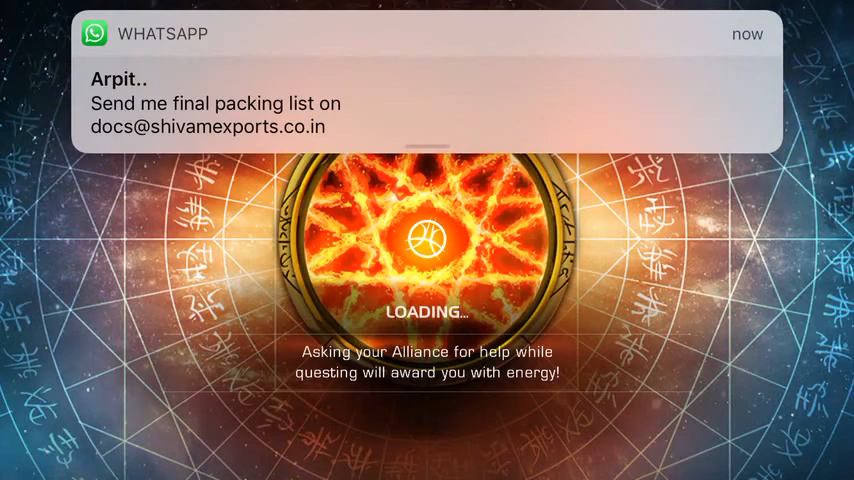 WHATSAPP
now
Arpit..
Send me final packing list on
docs@shivamexports.co.in
LOADING...
Asking your Alliance for help while
questing will award you with energy!